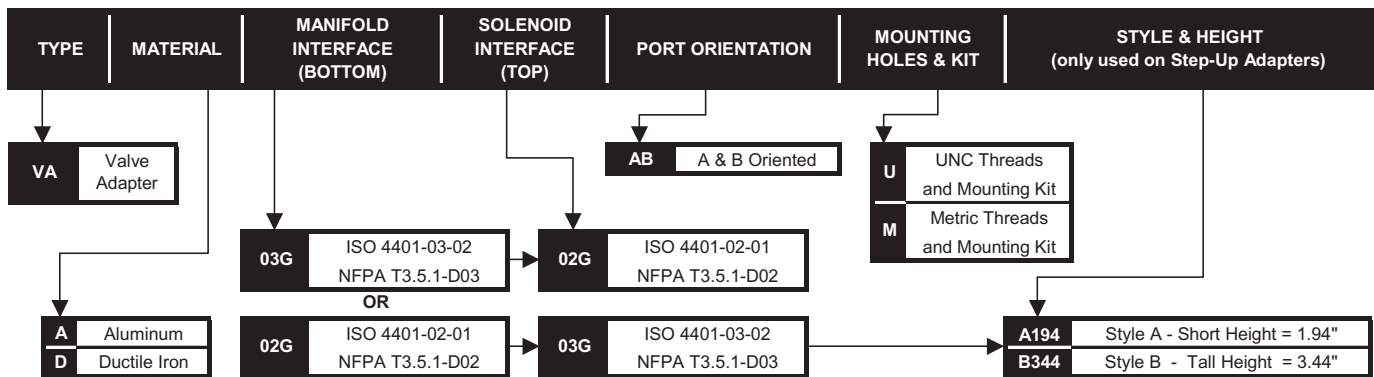 TYPE
MATERIAL
MANIFOLD
INTERFACE
(BOTTOM)
SOLENOID
INTERFACE
(TOP)
PORT ORIENTATION
MOUNTING
HOLES & KIT
STYLE & HEIGHT
(only used on Step-Up Adapters)
VA
Valve
Adapter
AB
A & B Oriented
U
UNC Threads
and Mounting Kit
M
Metric Threads
and Mounting Kit
03G
ISO 4401-03-02
NFPA T3.5.1-D03
02G
ISO 4401-02-01
NFPA T3.5.1-D02
OR
A
Aluminum
D
Ductile Iron
02G
ISO 4401-02-01
NFPA T3.5.1-D02
03G
ISO 4401-03-02
NFPA T3.5.1-D03
A194
Style A - Short Height = 1.94"
B344
Style B - Tall Height = 3.44"